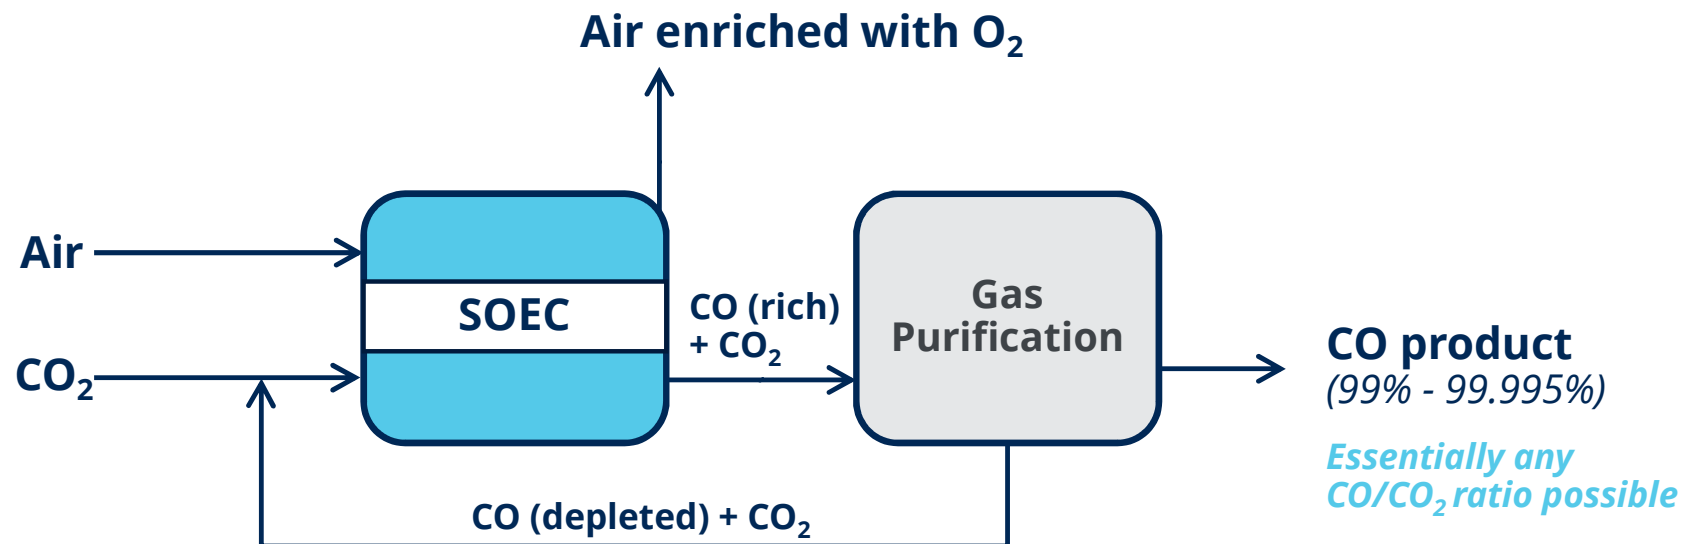 Air enriched with O₂
Air
SOEC
CO₂
CO (rich)
+ CO₂
Gas
Purification
CO product
(99% - 99.995%)
Essentially any
CO/CO₂ ratio possible
CO (depleted) + CO₂